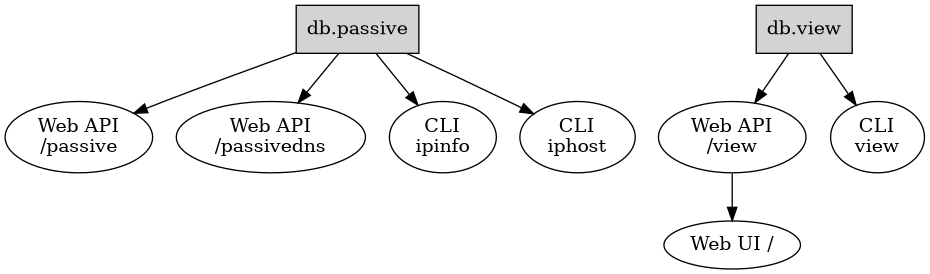 db.passive
db.view
Web API
/passive
Web API
/passivedns
CLI
ipinfo
CLI
iphost
Web API
/view
CLI
view
Web UI /